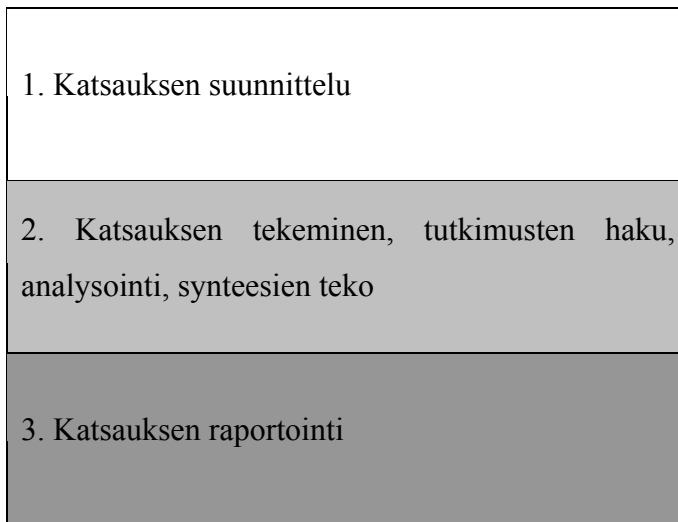 1. Katsauksen suunnittelu
2. Katsauksen tekeminen, tutkimusten haku,
analysointi, synteesien teko
3. Katsauksen raportointi